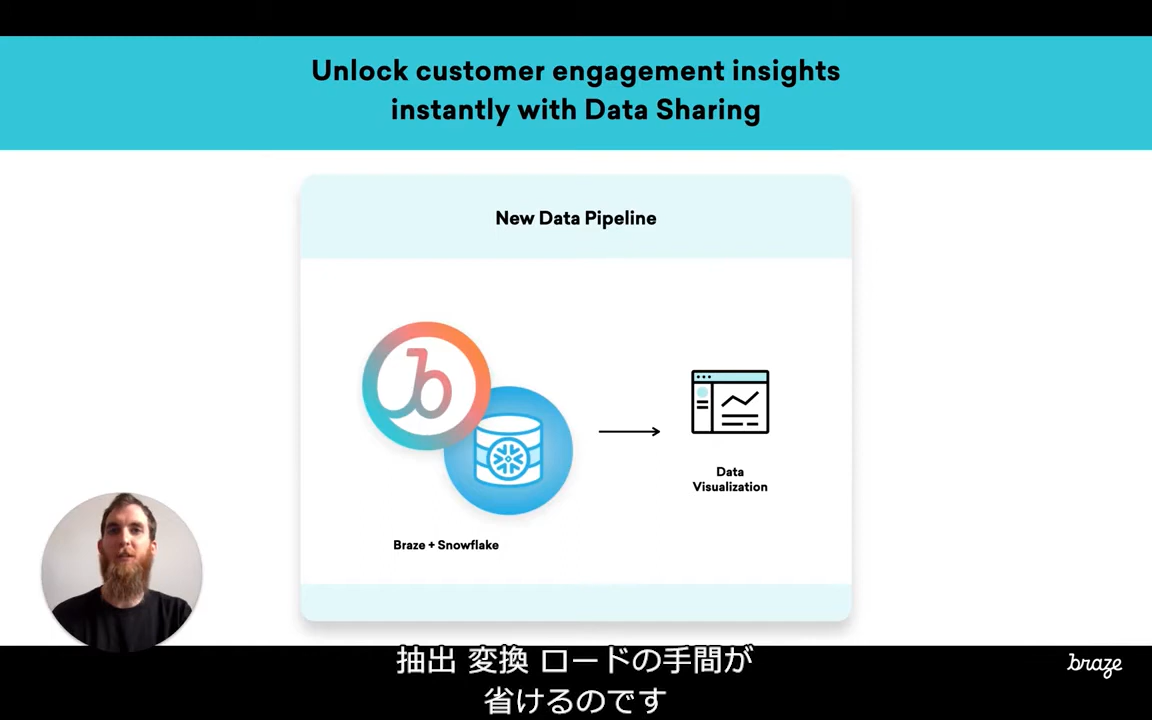 Unlock customer engagement insights
instantly with Data Sharing
New Data Pipeline
Data
Visualization
Braze + Snowflake
抽出 変換 ロードの手間が
省けるのです
braze